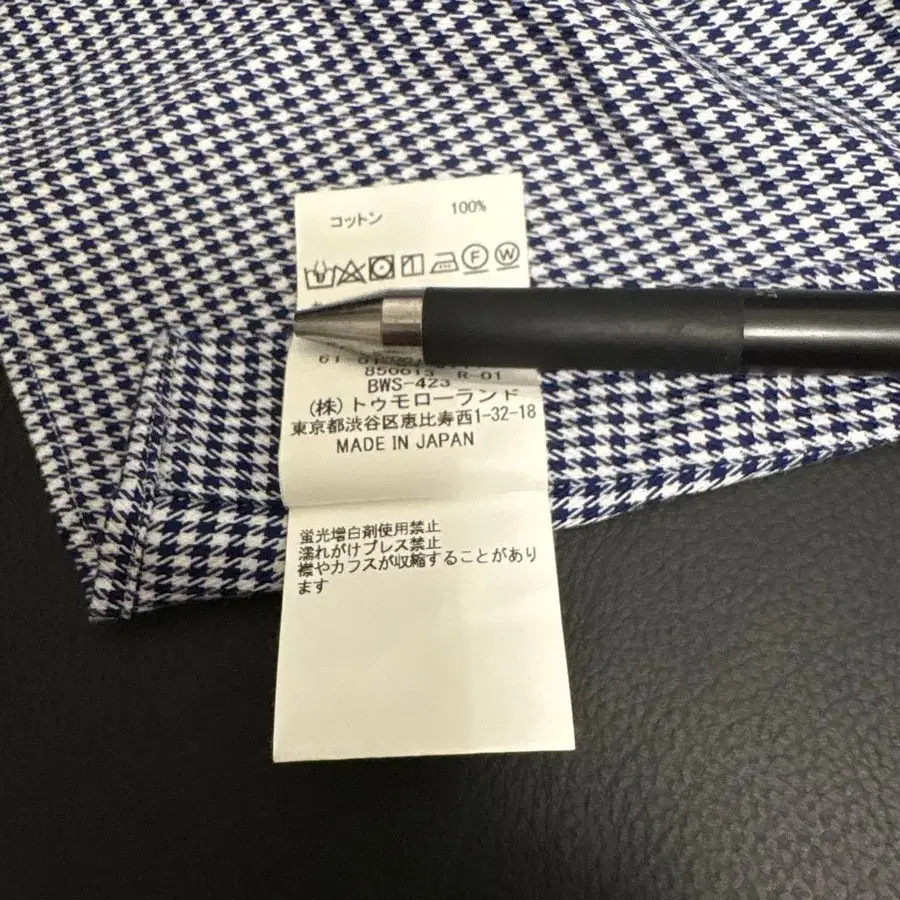 コットン 100%
F W
850013 R 01
BWS-423
(株)トゥモローランド
東京都渋谷区恵比寿西1-32-18
MADE IN JAPAN
蛍光増白剤使用禁止
濡れがけプレス禁止
襟やカフスが収縮することがあり
ます